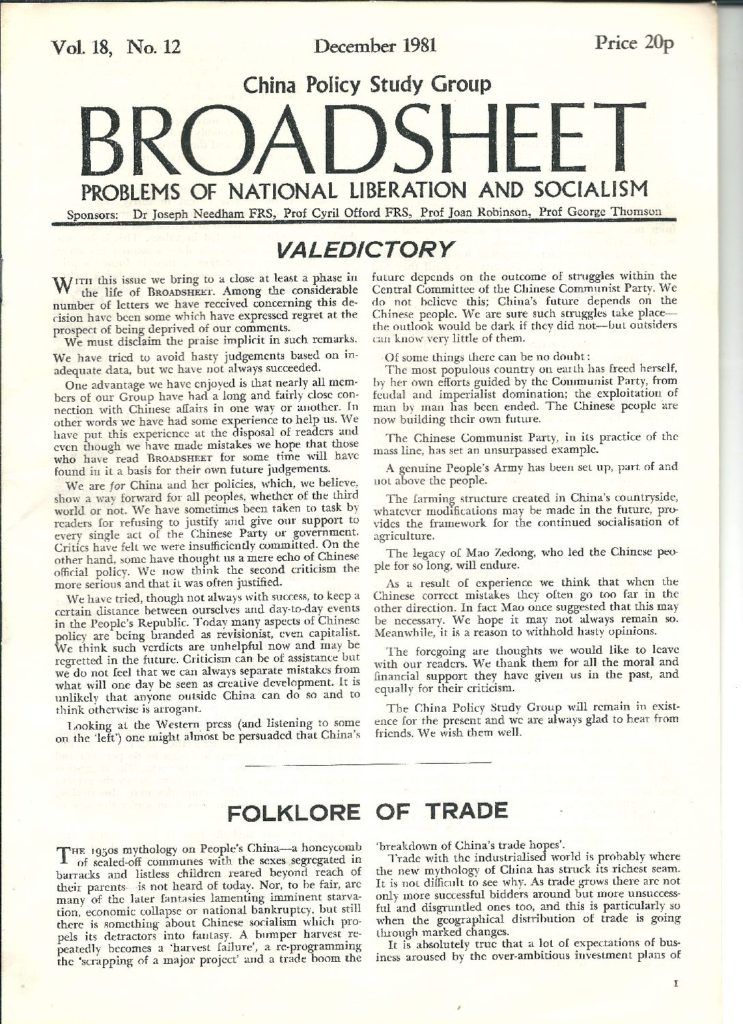 Vol. 18, No. 12
December 1981
Price 20p
China Policy Study Group
BROADSHEET
PROBLEMS OF NATIONAL LIBERATION AND SOCIALISM
Sponsors: Dr Joseph Needham FRS, Prof Cyril Offord FRS, Prof Joan Robinson, Prof George Thomson
VALEDICTORY
WITH this issue we bring to a close at least a phase in
the life of BROADSHEET. Among the considerable
number of letters we have received concerning this de-
cision have been some which have expressed regret at the
prospect of being deprived of our comments.
We must disclaim the praise implicit in such remarks.
We have tried to avoid hasty judgements based on in-
adequate data, but we have not always succeeded.
One advantage we have enjoyed is that nearly all mem-
bers of our Group have had a long and fairly close con-
nection with Chinese affairs in one way or another. In
other words we have had some experience to help us. We
have put this experience at the disposal of readers and
even though we have made mistakes we hope that those
who have read BROADSHEET for some time will have
found in it a basis for their own future judgements.
We are for China and her policies, which, we believe,
show a way forward for all peoples, whether of the third
world or not. We have sometimes been taken to task by
readers for refusing to justify and give our support to
every single act of the Chinese Party or government.
Critics have felt we were insufficiently committed. On the
other hand, some have thought us a mere echo of Chinese
official policy. We now think the second criticism the
more serious and that it was often justified.
We have tried, though not always with success, to keep a
certain distance between ourselves and day-to-day events
in the People's Republic. Today many aspects of Chinese
policy are being branded as revisionist, even capitalist.
We think such verdicts are unhelpful now and may be
regretted in the future. Criticism can be of assistance but
we do not feel that we can always separate mistakes from
what will one day be seen as creative development. It is
unlikely that anyone outside China can do so and to
think otherwise is arrogant.
Looking at the Western press (and listening to some
on the 'left') one might almost be persuaded that China's
future depends on the outcome of struggles within the
Central Committee of the Chinese Communist Party. We
do not believe this; China's future depends on the
Chinese people. We are sure such struggles take place—
the outlook would be dark if they did not—but outsiders
can know very little of them.
Of some things there can be no doubt:
The most populous country on earth has freed herself,
by her own efforts guided by the Communist Party, from
feudal and imperialist domination; the exploitation of
man by man has been ended. The Chinese people are
now building their own future.
The Chinese Communist Party, in its practice of the
mass line, has set an unsurpassed example.
A genuine People's Army has been set up, part of and
not above the people.
The farming structure created in China's countryside,
whatever modifications may be made in the future, pro-
vides the framework for the continued socialisation of
agriculture.
The legacy of Mao Zedong, who led the Chinese peo-
ple for so long, will endure.
As a result of experience we think that when the
Chinese correct mistakes they often go too far in the
other direction. In fact Mao once suggested that this may
be necessary. We hope it may not always remain so.
Meanwhile, it is a reason to withhold hasty opinions.
The foregoing are thoughts we would like to leave
with our readers. We thank them for all the moral and
financial support they have given us in the past, and
equally for their criticism.
The China Policy Study Group will remain in exist-
ence for the present and we are always glad to hear from
friends. We wish them well.
FOLKLORE OF TRADE
THE 1950s mythology on People's China—a honeycomb
of sealed-off communes with the sexes segregated in
barracks and listless children reared beyond reach of
their parents—is not heard of today. Nor, to be fair, are
many of the later fantasies lamenting imminent starva-
tion, economic collapse or national bankruptcy, but still
there is something about Chinese socialism which pro-
pels its detractors into fantasy. A bumper harvest re-
peatedly becomes a 'harvest failure', a re-programming
the 'scrapping of a major project' and a trade boom the
'breakdown of China's trade hopes'.
Trade with the industrialised world is probably where
the new mythology of China has struck its richest seam.
It is not difficult to see why. As trade grows there are not
only more successful bidders around but more unsuccess-
ful and disgruntled ones too, and this is particularly so
when the geographical distribution of trade is going
through marked changes.
It is absolutely true that a lot of expectations of bus-
iness aroused by the over-ambitious investment plans of
1